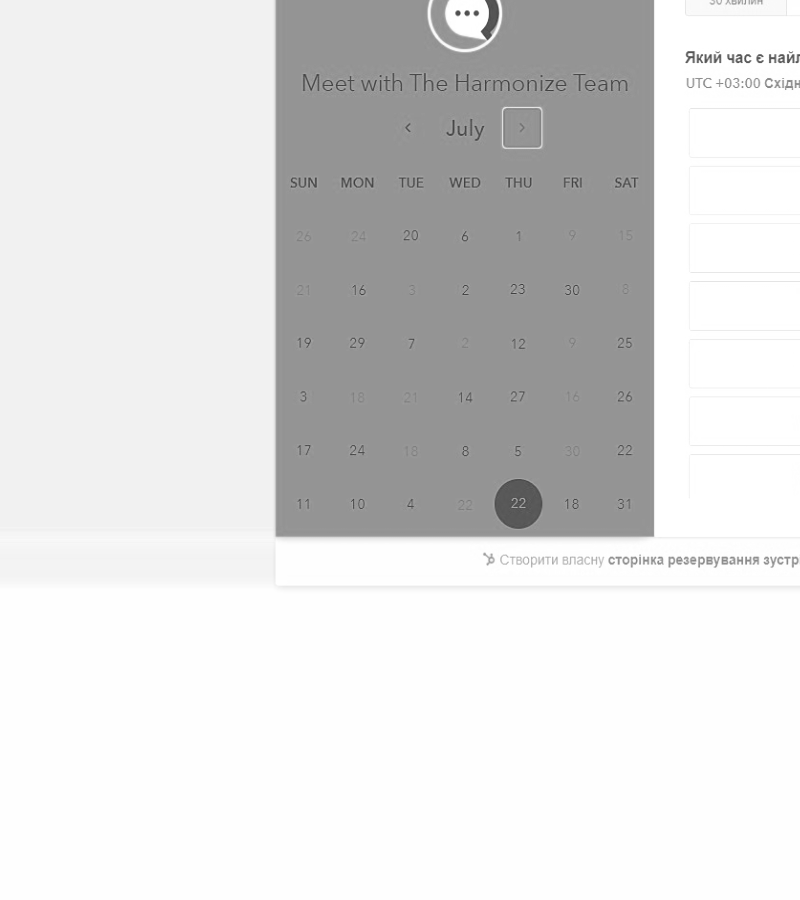 30 хвилин
Meet with The Harmonize Team
July
Який час є
UTC +03:00
SUN MON TUE WED THU FRI SAT
26 24 20 6 1 9 15
21 16 3 2 23 30 8
19 29 7 2 12 9 25
3 18 21 14 27 16 26
17 24 18 8 5 30 22
11 10 4 22 22 18 31
Створити власну сторінка резервування